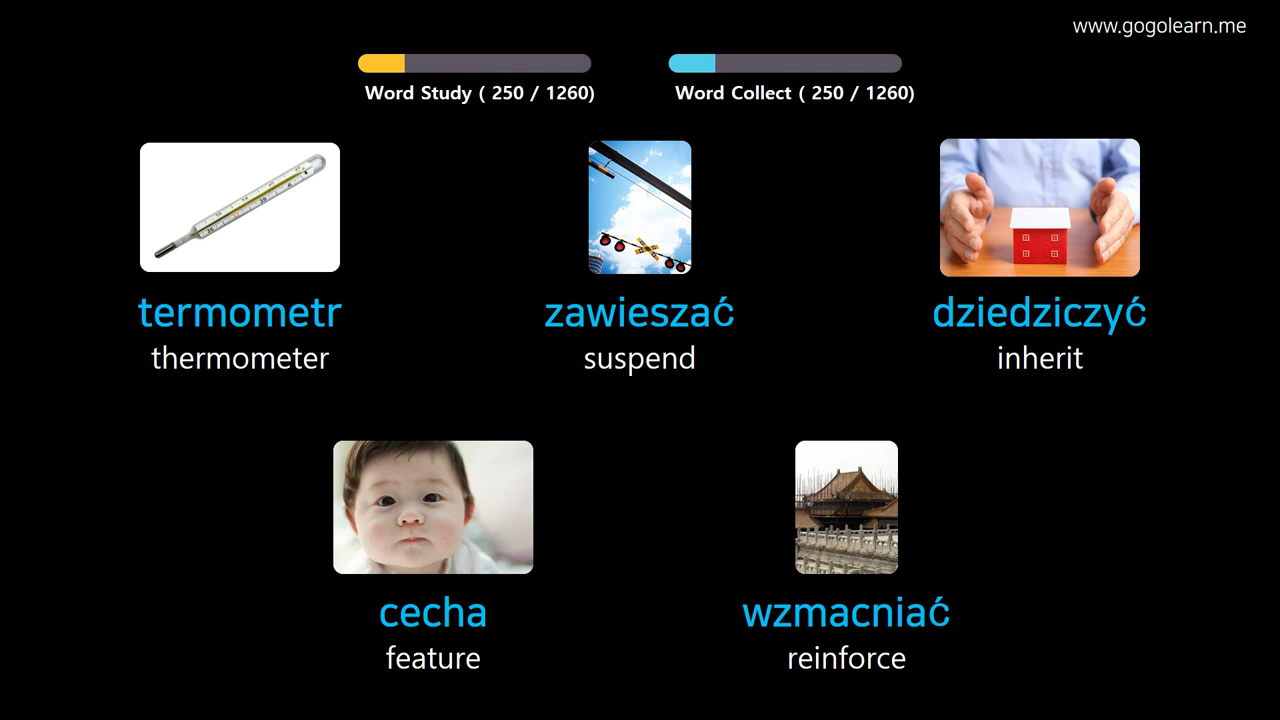 www.gogolearn.me
Word Study ( 250 / 1260)
Word Collect ( 250 / 1260)
termometr
thermometer
zawieszać
suspend
dziedziczyć
inherit
cecha
feature
wzmacniać
reinforce